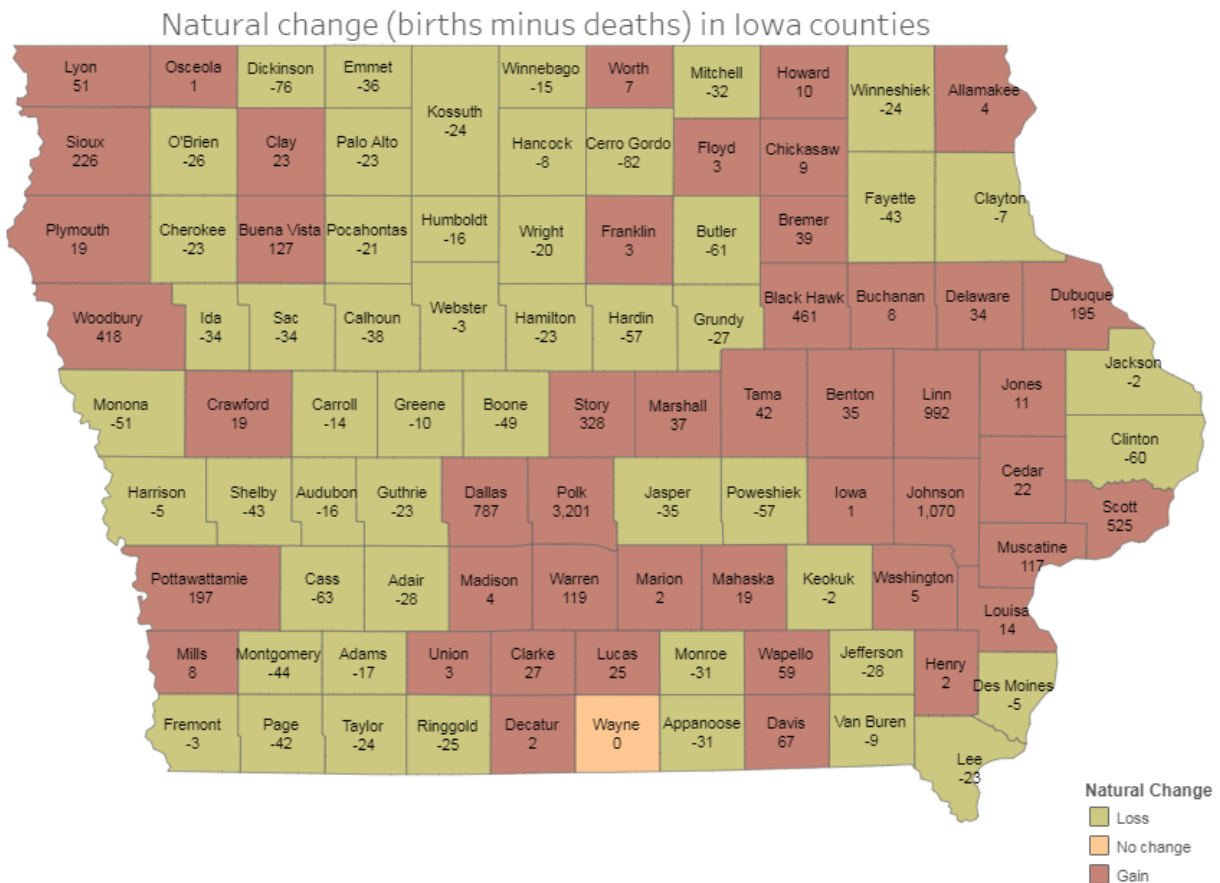 Natural change (births minus deaths) in Iowa counties
Lyon
51
Osceola
1
Dickinson
-76
Emmet
-36
Kossuth
-24
Winnebago
-15
Worth
7
Mitchell
-32
Howard
10
Winneshiek
-24
Allamakee
4
Sioux
226
O'Brien
-26
Clay
23
Palo Alto
-23
Hancock
-8
Cerro Gordo
-82
Floyd
3
Chickasaw
9
Fayette
-43
Clayton
-7
Plymouth
19
Cherokee
-23
Buena Vista
127
Pocahontas
-21
Humboldt
-16
Wright
-20
Franklin
3
Butler
-61
Bremer
39
Woodbury
418
Ida
-34
Sac
-34
Calhoun
-38
Webster
-3
Hamilton
-23
Hardin
-57
Grundy
-27
Black Hawk
461
Buchanan
8
Delaware
34
Dubuque
195
Jackson
-2
Monona
-51
Crawford
19
Carroll
-14
Greene
-10
Boone
-49
Story
328
Marshall
37
Tama
42
Benton
35
Linn
992
Jones
11
Clinton
-60
Harrison
-5
Shelby
-43
Audubon
-16
Guthrie
-23
Dallas
787
Polk
3,201
Jasper
-35
Poweshiek
-57
Iowa
1
Johnson
1,070
Cedar
22
Scott
525
Muscatine
117
Pottawattamie
197
Cass
-63
Adair
-28
Madison
4
Warren
119
Marion
2
Mahaska
19
Keokuk
-2
Washington
5
Louisa
14
Mills
8
Montgomery
-44
Adams
-17
Union
3
Clarke
27
Lucas
25
Monroe
-31
Wapello
59
Jefferson
-28
Henry
2
Des Moines
-5
Fremont
-3
Page
-42
Taylor
-24
Ringgold
-25
Decatur
2
Wayne
0
Appanoose
-31
Davis
67
Van Buren
-9
Lee
-23
Natural Change
Loss
No change
Gain